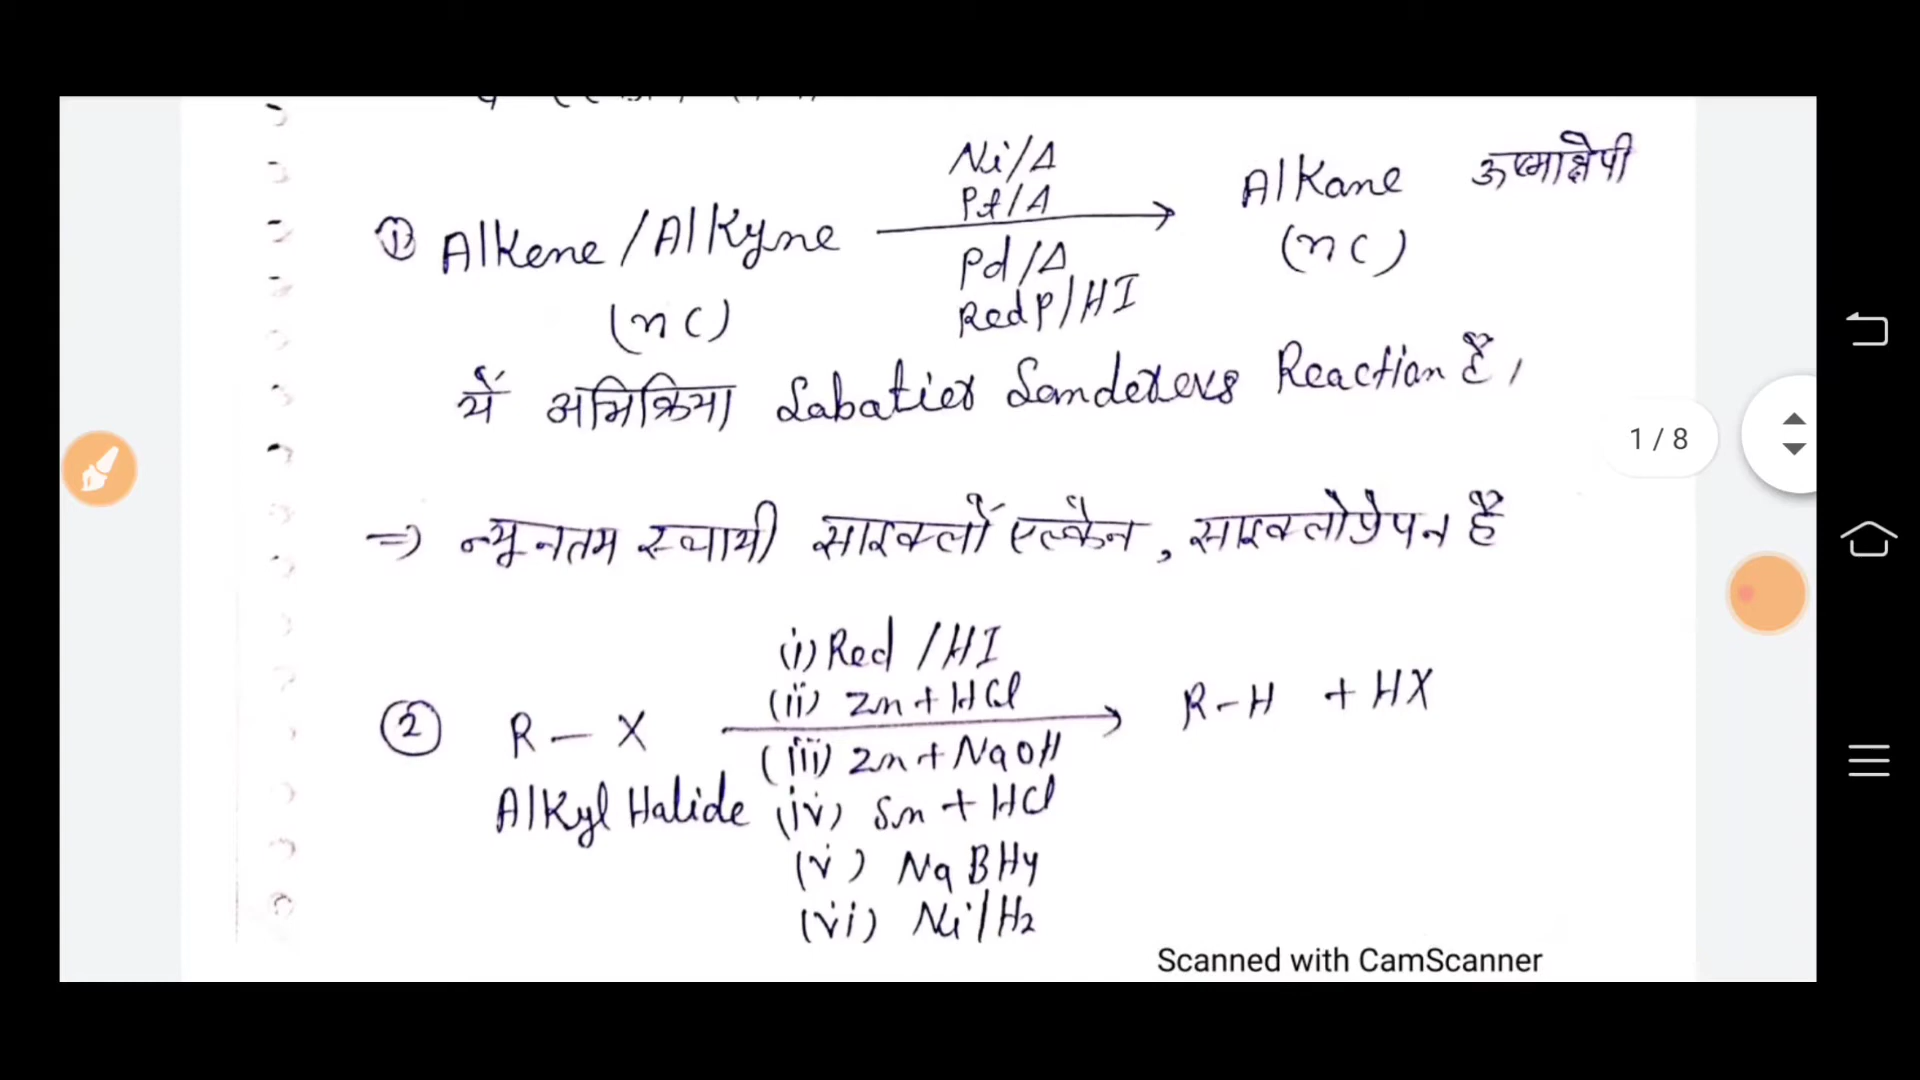 Ni/Δ
Pt/Δ
① Alkene/Alkyne → Alkane ऊष्माक्षेपी
(nC) (nC)
Pd/Δ
Red P/HI
ये अभिक्रिया Sabatier Senderens Reaction है,
⇒ न्यूनतम स्थायी साइक्लो एल्केन, साइक्लोप्रेपन है
(i) Red /HI
(ii) Zn + HCl
② R – X → R–H + HX
(iii) Zn + NaOH
Alkyl Halide (iv) Sn + HCl
(v) NaBH4
(vi) Ni/H2
Scanned with CamScanner
1 / 8